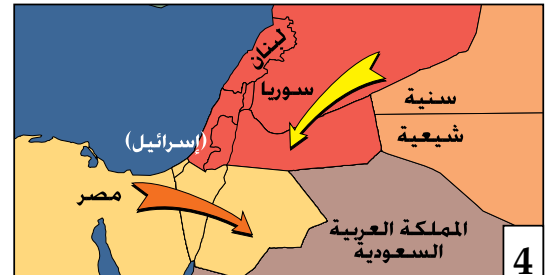 لبنان
سوريا
سنية
شيعية
(إسرائيل)
مصر
المملكة العربية
السعودية
4